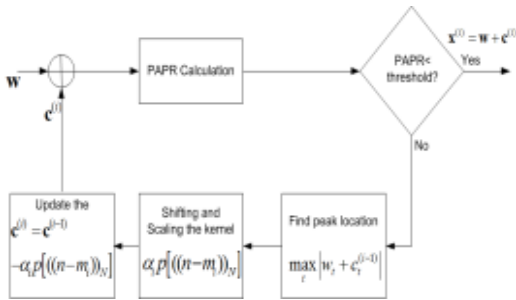 x^(i) = w + c^(i)
w
PAPR Calculation
PAPR<
threshold?
Yes
c^(i)
No
Update the
c^(i) = c^(i−1)
−α_i p[((n−m_i))_N]
Shifting and
Scaling the kernel
α_i p[((n−m_i))_N]
Find peak location
max_t |w_t + c_t^(i−1)|